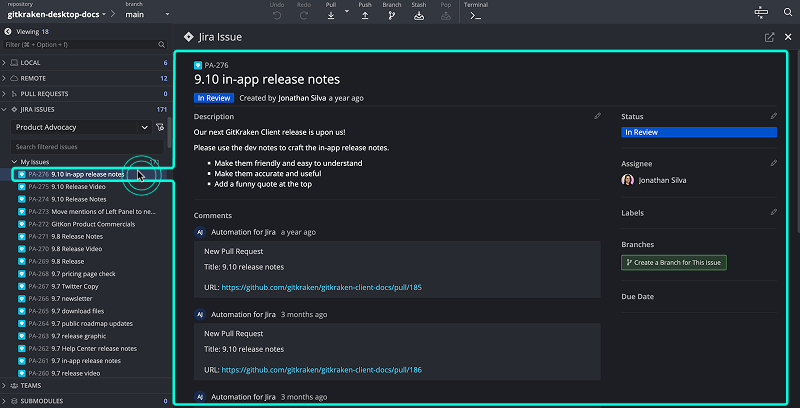 repository
gitkraken-desktop-docs
branch
main
Undo
Redo
Pull
Push
Branch
Stash
Pop
Terminal
Viewing 18
Filter (⌘ + Option + f)
LOCAL 6
REMOTE 12
PULL REQUESTS 0
JIRA ISSUES 171
Product Advocacy
Search filtered issues
My Issues 171
PA-276 9.10 in-app release notes
PA-275 9.10 Release Video
PA-274 9.10 Release Notes
PA-273 Move mentions of Left Panel to ne...
PA-272 GitKon Product Commercials
PA-271 9.8 Release Notes
PA-270 9.8 Release Video
PA-269 9.8 Release
PA-268 9.7 pricing page check
PA-267 9.7 Twitter Copy
PA-266 9.7 newsletter
PA-265 9.7 download files
PA-264 9.7 public roadmap updates
PA-263 9.7 release graphic
PA-262 9.7 Help Center release notes
PA-261 9.7 in-app release notes
PA-260 9.7 release video
TEAMS
SUBMODULES 0
Jira Issue
PA-276
9.10 in-app release notes
In Review Created by Jonathan Silva a year ago
Description
Our next GitKraken Client release is upon us!
Please use the dev notes to craft the in-app release notes.
Make them friendly and easy to understand
Make them accurate and useful
Add a funny quote at the top
Comments
AJ Automation for Jira a year ago
New Pull Request
Title: 9.10 release notes
URL: https://github.com/gitkraken/gitkraken-client-docs/pull/185
AJ Automation for Jira 3 months ago
New Pull Request
Title: 9.10 release notes
URL: https://github.com/gitkraken/gitkraken-client-docs/pull/186
AJ Automation for Jira 3 months ago
Status
In Review
Assignee
Jonathan Silva
Labels
Branches
Create a Branch for This Issue
Due Date